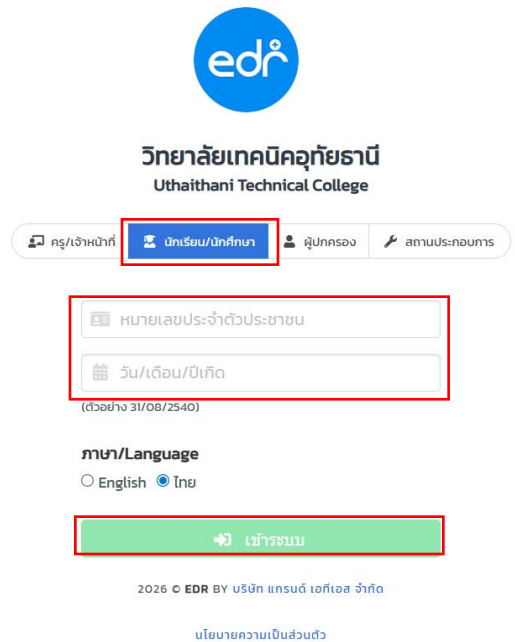 edr
วิทยาลัยเทคนิคอุทัยธานี
Uthaithani Technical College
ครู/เจ้าหน้าที่ นักเรียน/นักศึกษา ผู้ปกครอง สถานประกอบการ
หมายเลขประจำตัวประชาชน
วัน/เดือน/ปีเกิด
(ตัวอย่าง 31/08/2540)
ภาษา/Language
English ไทย
เข้าระบบ
2026 © EDR BY บริษัท แกรนด์ เอทีเอส จำกัด
นโยบายความเป็นส่วนตัว